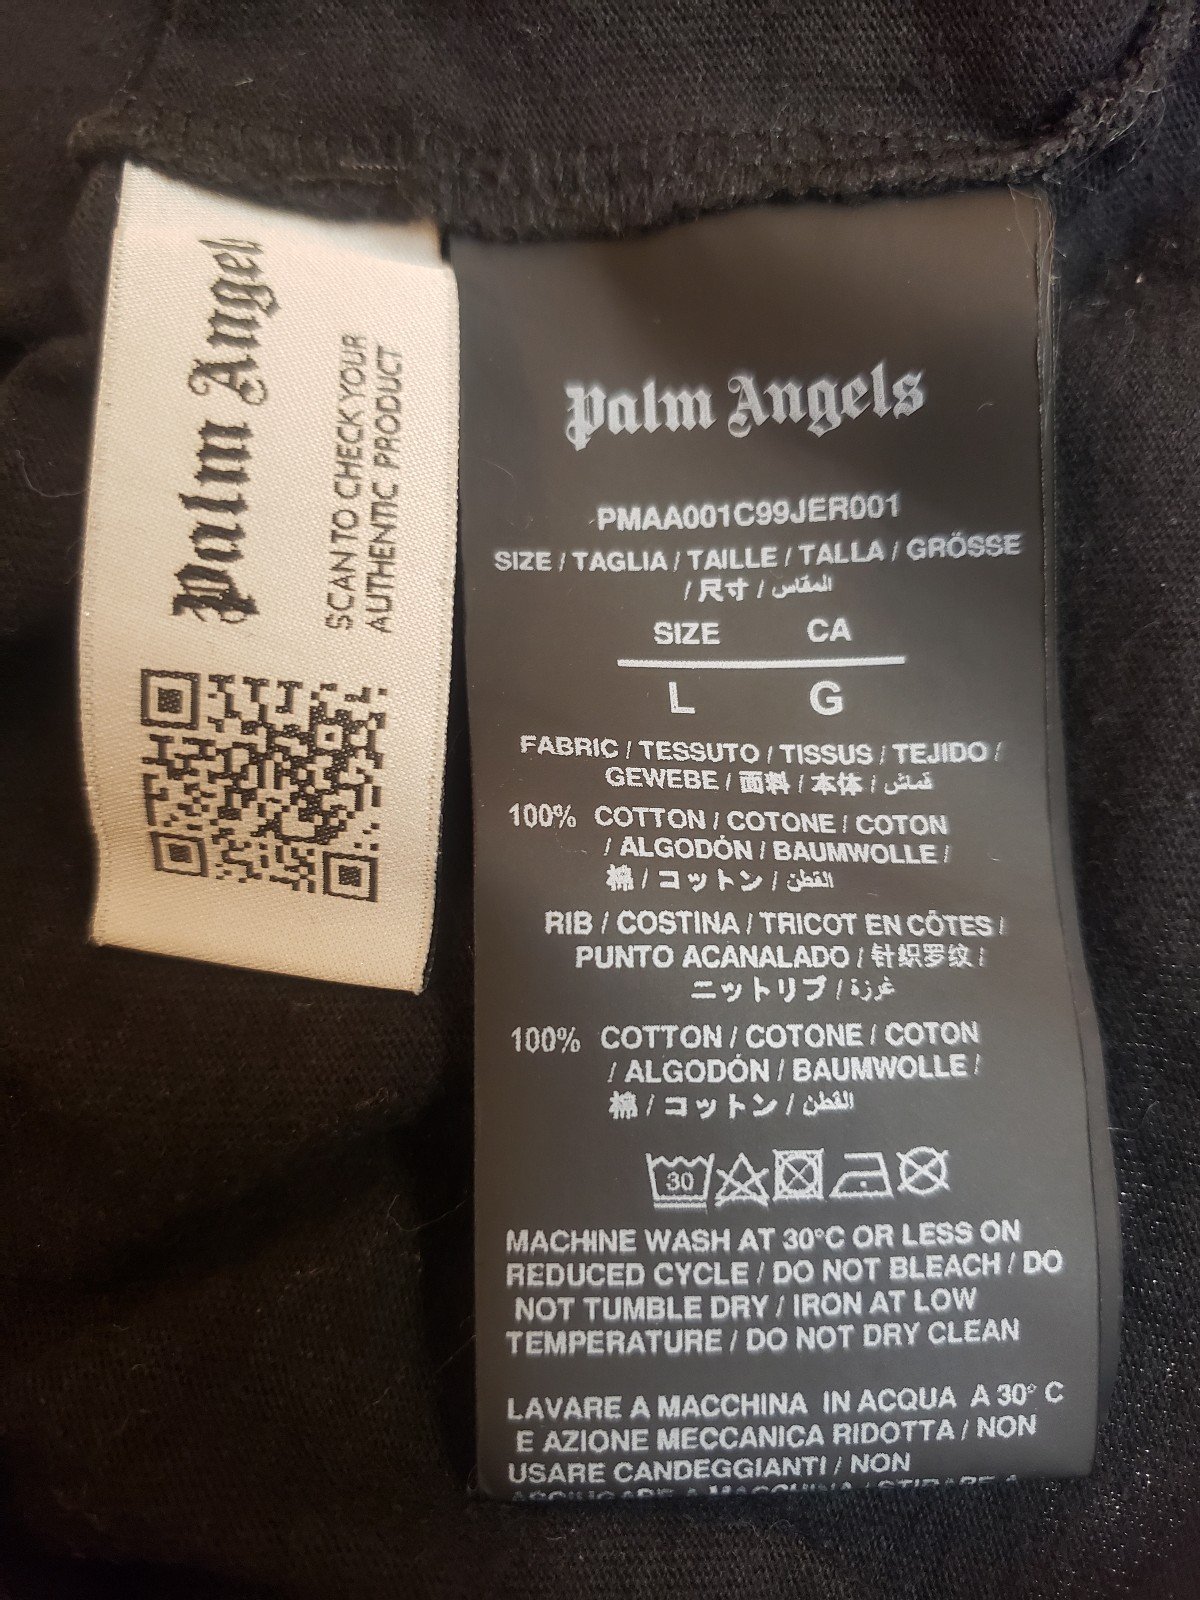 Palm Angel
SCAN TO CHECK YOUR
AUTHENTIC PRODUCT
Palm Angels
PMAA001C99JER001
SIZE / TAGLIA / TAILLE / TALLA / GRÖSSE
/ 尺寸 / المقاس
SIZE CA
L G
FABRIC / TESSUTO / TISSUS / TEJIDO /
GEWEBE / 面料 / 本体 / قماش
100% COTTON / COTONE / COTON
/ ALGODÓN / BAUMWOLLE /
棉 / コットン / القطن
RIB / COSTINA / TRICOT EN CÔTES /
PUNTO ACANALADO / 针织罗纹 /
ニットリブ / غرزة
100% COTTON / COTONE / COTON
/ ALGODÓN / BAUMWOLLE /
棉 / コットン / القطن
30
MACHINE WASH AT 30°C OR LESS ON
REDUCED CYCLE / DO NOT BLEACH / DO
NOT TUMBLE DRY / IRON AT LOW
TEMPERATURE / DO NOT DRY CLEAN
LAVARE A MACCHINA IN ACQUA A 30° C
E AZIONE MECCANICA RIDOTTA / NON
USARE CANDEGGIANTI / NON
ASCIUGARE A MACCHINA / STIRARE A